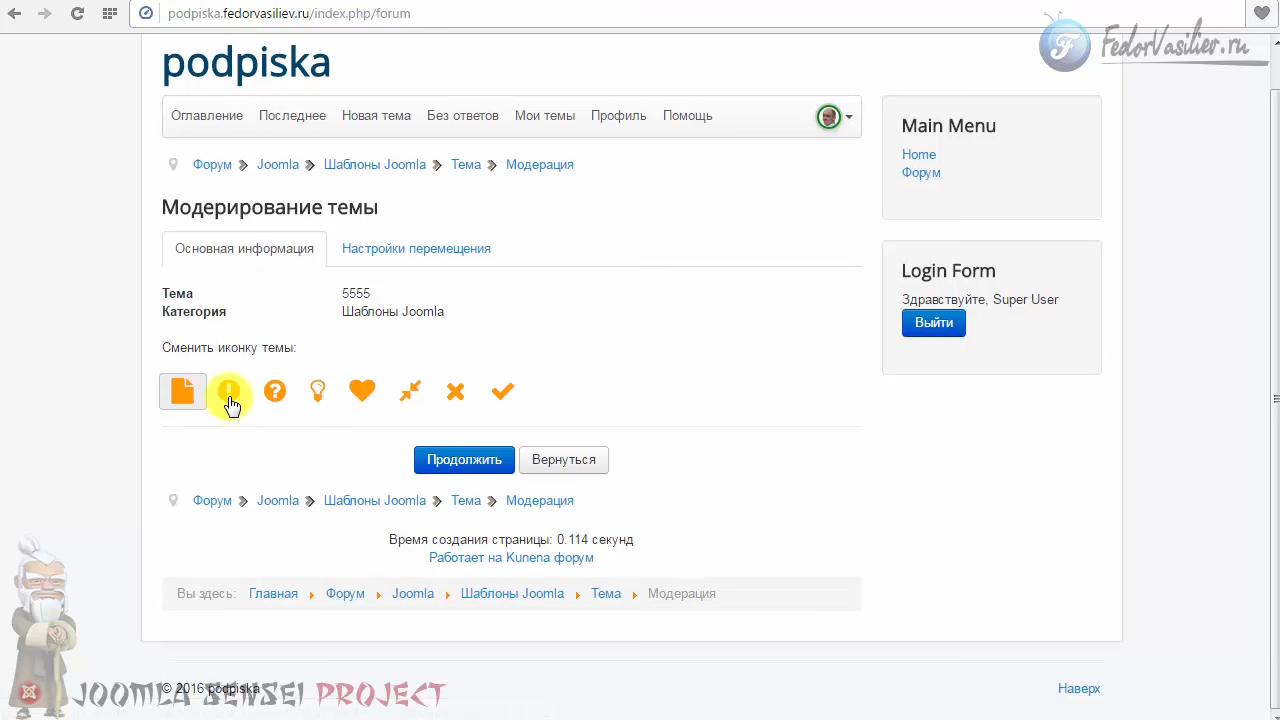 podpiska.fedorvasiliev.ru/index.php/forum
FedorVasiliev.ru
podpiska
Оглавление Последнее Новая тема Без ответов Мои темы Профиль Помощь
Форум Joomla Шаблоны Joomla Тема Модерация
Модерирование темы
Основная информация Настройки перемещения
Тема 5555
Категория Шаблоны Joomla
Сменить иконку темы:
Продолжить Вернуться
Форум Joomla Шаблоны Joomla Тема Модерация
Время создания страницы: 0.114 секунд
Работает на Kunena форум
Вы здесь: Главная Форум Joomla Шаблоны Joomla Тема Модерация
Main Menu
Home
Форум
Login Form
Здравствуйте, Super User
Выйти
© 2016 podpiska
Наверх
JOOMLA SENSEI PROJECT